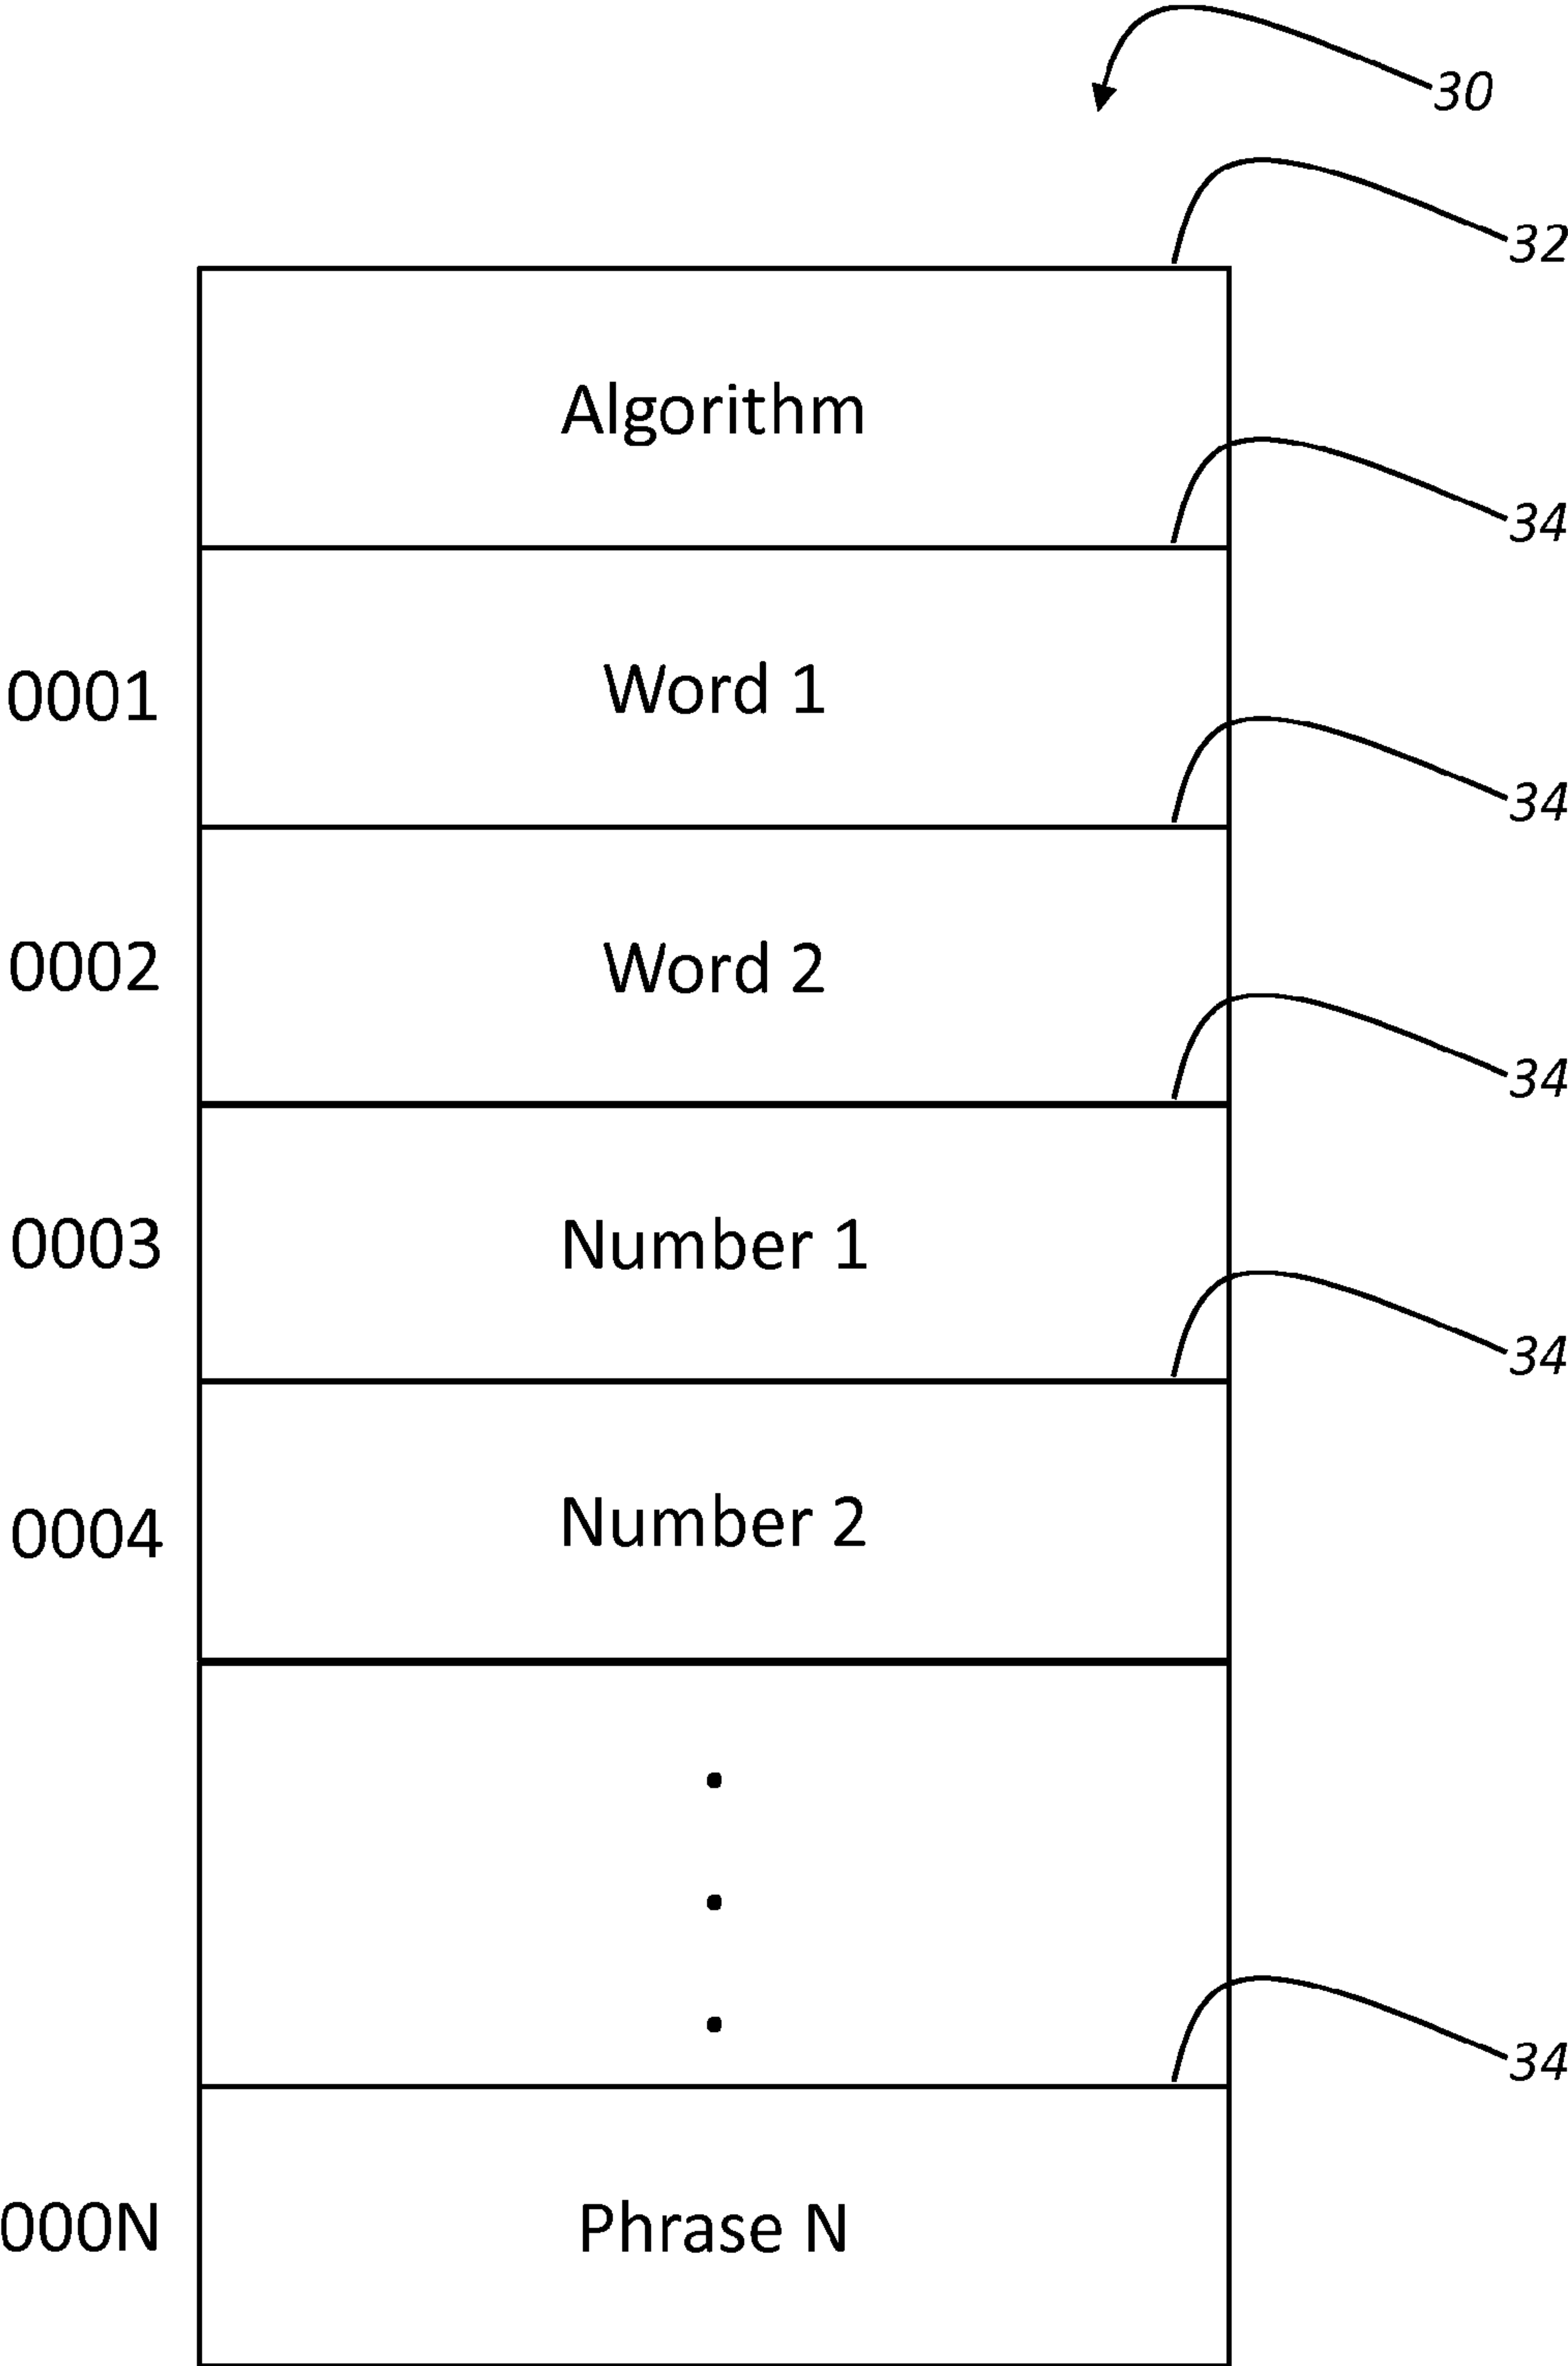 30
32
Algorithm
34
0001 Word 1
34
0002 Word 2
34
0003 Number 1
34
0004 Number 2
34
000N Phrase N